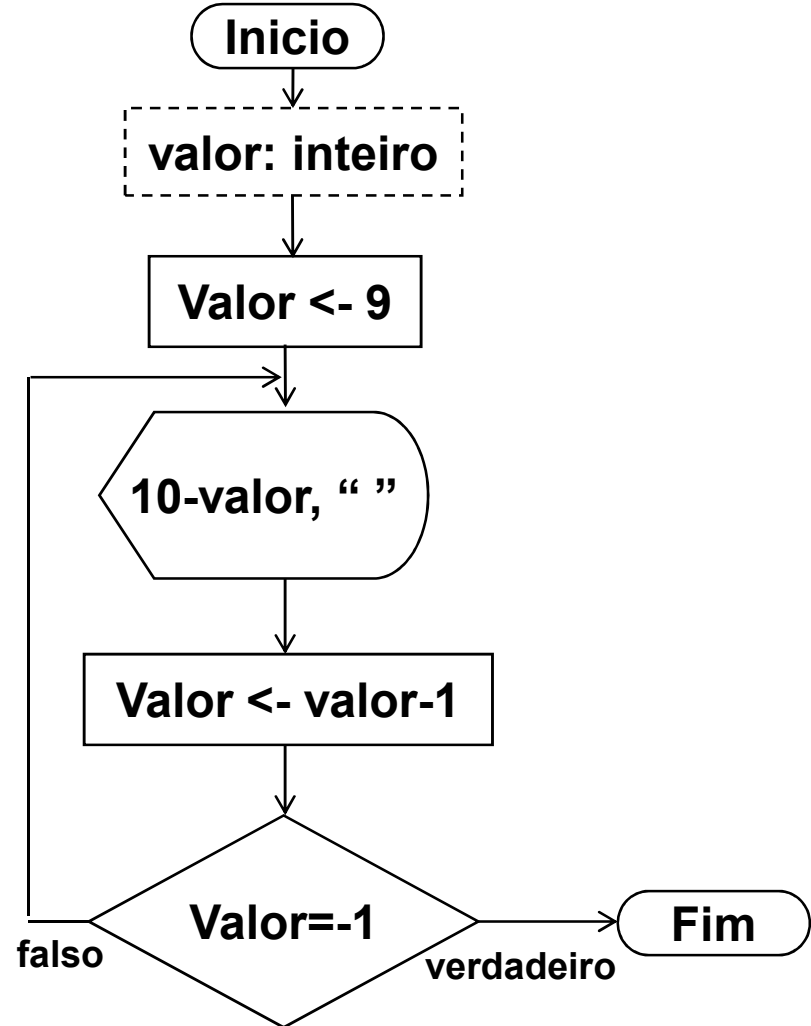 Inicio
valor: inteiro
Valor <- 9
10-valor, “ ”
Valor <- valor-1
Valor=-1
falso
verdadeiro
Fim